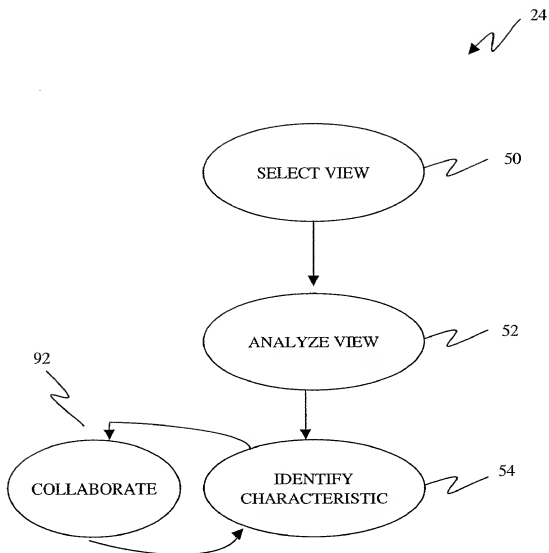 24
SELECT VIEW
50
ANALYZE VIEW
52
92
COLLABORATE
IDENTIFY
CHARACTERISTIC
54